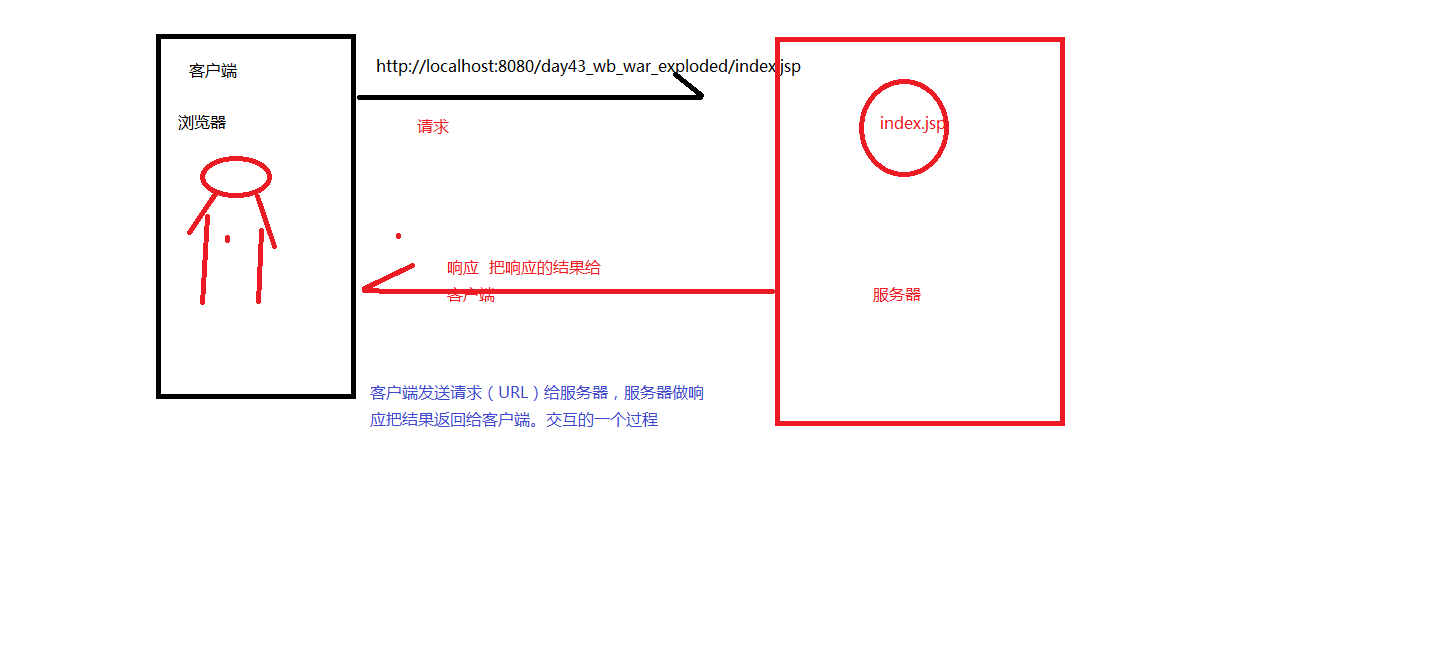 客户端
http://localhost:8080/day43_wb_war_exploded/index.jsp
浏览器
请求
index.jsp
响应  把响应的结果给
客户端
服务器
客户端发送请求（URL）给服务器，服务器做响
应把结果返回给客户端。交互的一个过程